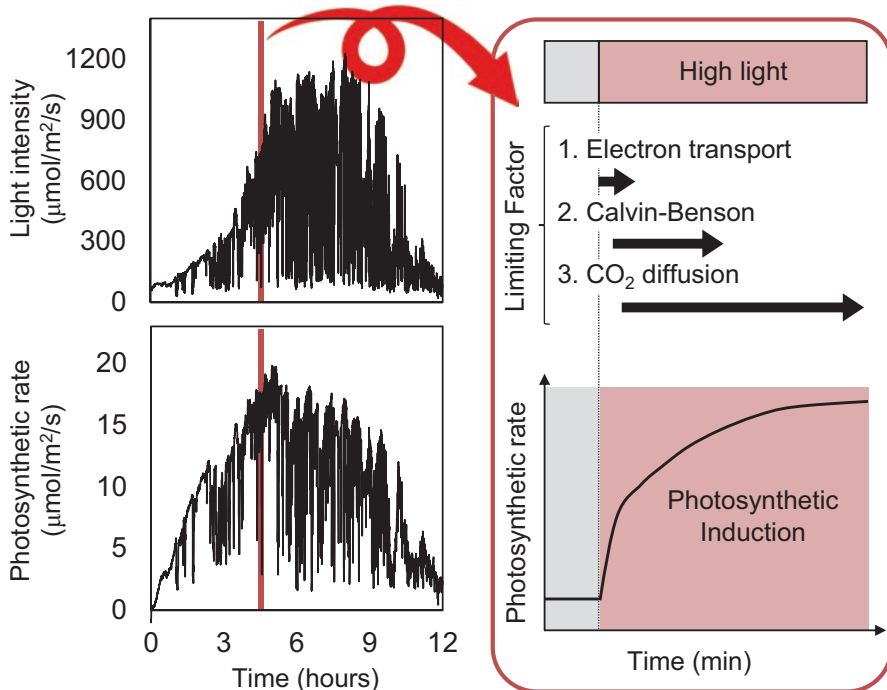 1200
900
600
300
0
Light intensity
(μmol/m²/s)
20
15
10
5
0
Photosynthetic rate
(μmol/m²/s)
0 3 6 9 12
Time (hours)
High light
Limiting Factor
1. Electron transport
2. Calvin-Benson
3. CO₂ diffusion
Photosynthetic rate
Photosynthetic
Induction
Time (min)